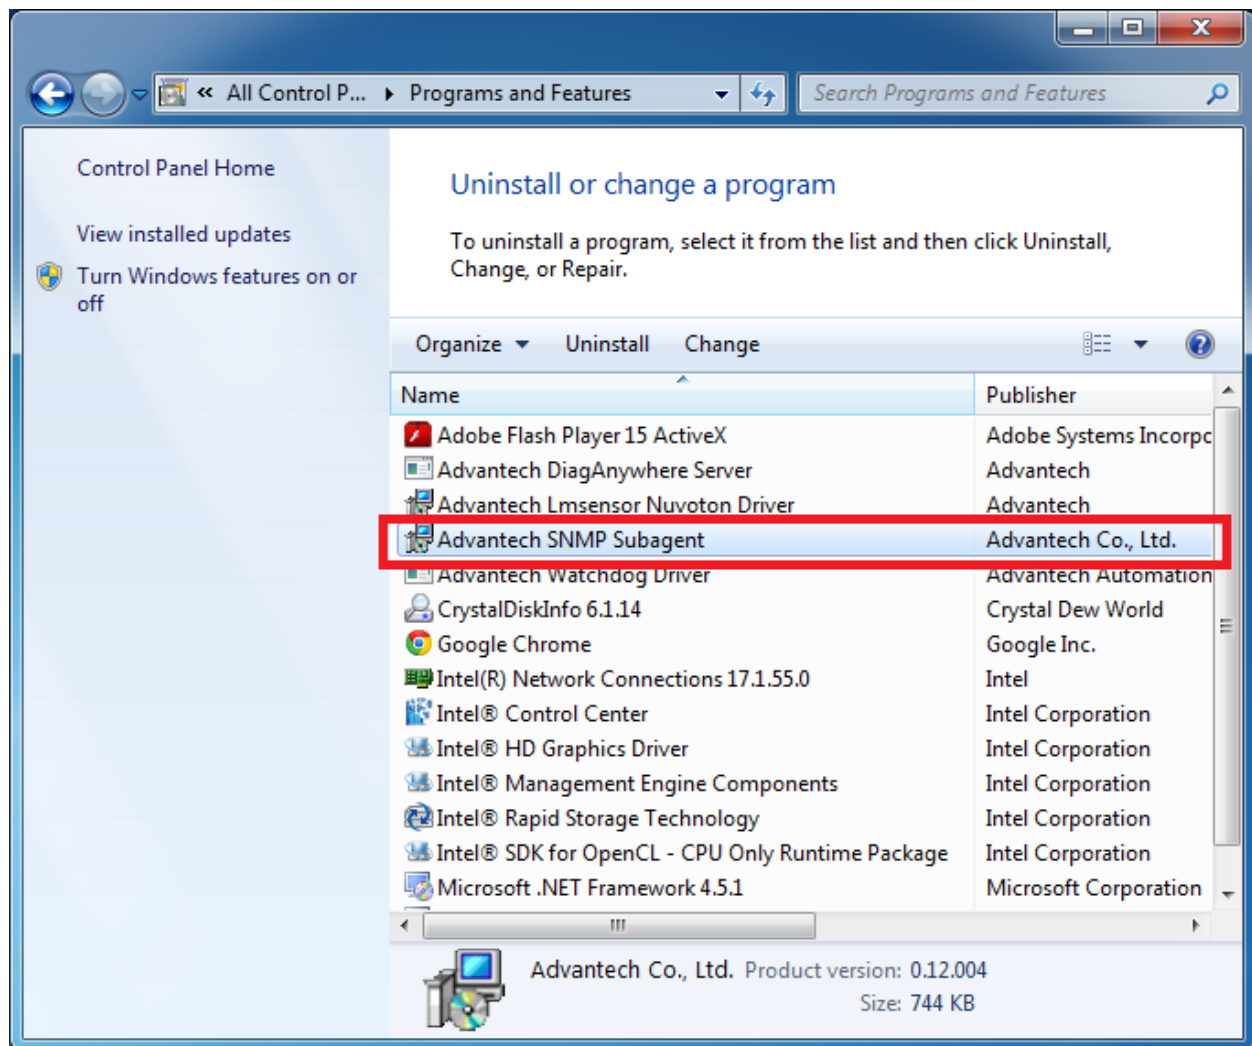 « All Control P... ▸ Programs and Features
Search Programs and Features
Control Panel Home
View installed updates
Turn Windows features on or
off
Uninstall or change a program
To uninstall a program, select it from the list and then click Uninstall,
Change, or Repair.
Organize Uninstall Change
Name Publisher
Adobe Flash Player 15 ActiveX Adobe Systems Incorpc
Advantech DiagAnywhere Server Advantech
Advantech Lmsensor Nuvoton Driver Advantech
Advantech SNMP Subagent Advantech Co., Ltd.
Advantech Watchdog Driver Advantech Automation
CrystalDiskInfo 6.1.14 Crystal Dew World
Google Chrome Google Inc.
Intel(R) Network Connections 17.1.55.0 Intel
Intel® Control Center Intel Corporation
Intel® HD Graphics Driver Intel Corporation
Intel® Management Engine Components Intel Corporation
Intel® Rapid Storage Technology Intel Corporation
Intel® SDK for OpenCL - CPU Only Runtime Package Intel Corporation
Microsoft .NET Framework 4.5.1 Microsoft Corporation
Advantech Co., Ltd. Product version: 0.12.004
Size: 744 KB